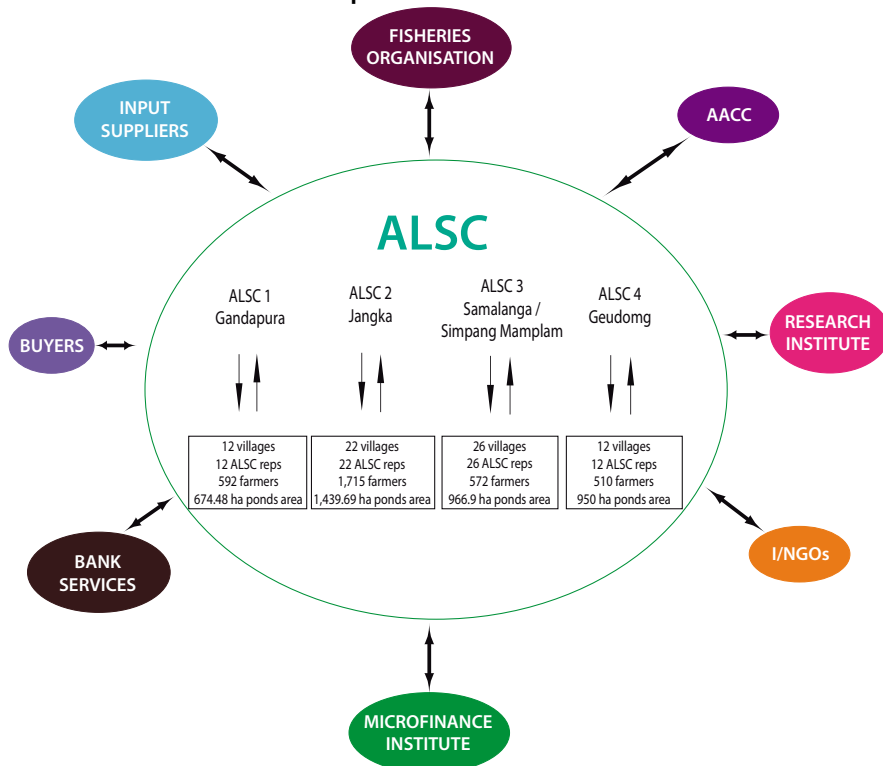 FISHERIES
ORGANISATION
INPUT
SUPPLIERS
AACC
ALSC
ALSC 1
Gandapura
ALSC 2
Jangka
ALSC 3
Samalanga /
Simpang Mamplam
ALSC 4
Geudomg
BUYERS
RESEARCH
INSTITUTE
12 villages
12 ALSC reps
592 farmers
674.48 ha ponds area
22 villages
22 ALSC reps
1,715 farmers
1,439.69 ha ponds area
26 villages
26 ALSC reps
572 farmers
966.9 ha ponds area
12 villages
12 ALSC reps
510 farmers
950 ha ponds area
BANK
SERVICES
I/NGOs
MICROFINANCE
INSTITUTE